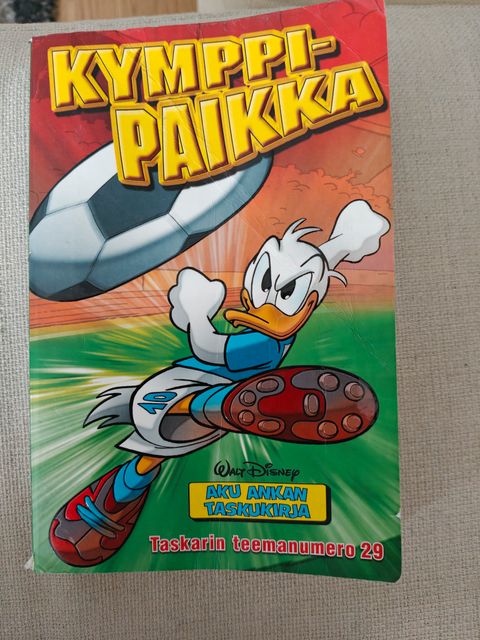 KYMPPI-
PAIKKA
10
WALT DISNEY
AKU ANKAN
TASKUKIRJA
Taskarin teemanumero 29